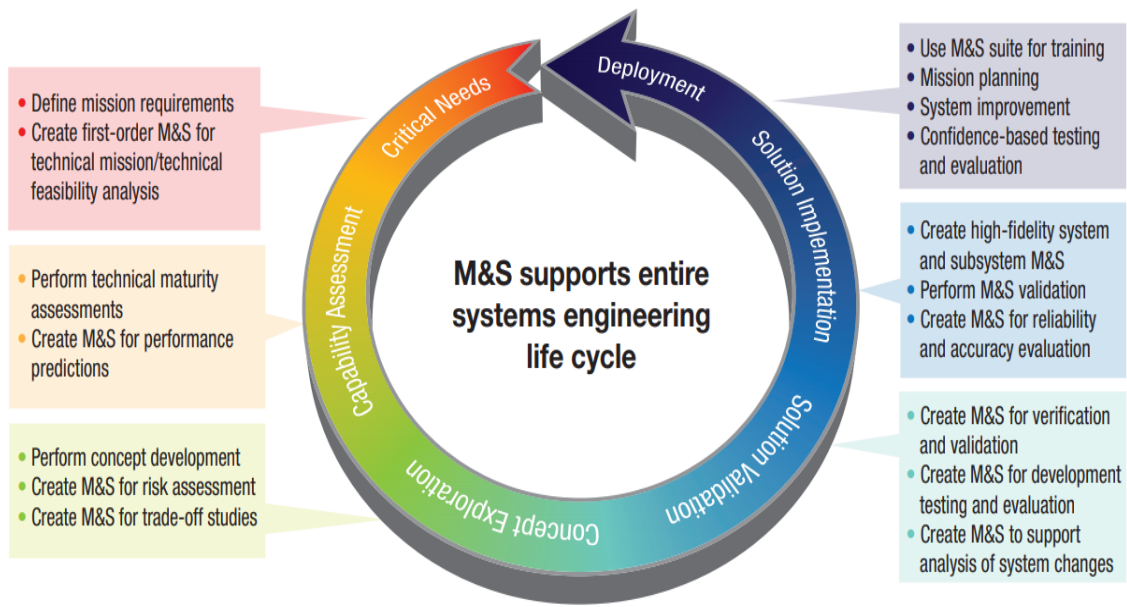 • Define mission requirements
• Create first-order M&S for
technical mission/technical
feasibility analysis
• Perform technical maturity
assessments
• Create M&S for performance
predictions
• Perform concept development
• Create M&S for risk assessment
• Create M&S for trade-off studies
Critical Needs
Capability Assessment
Concept Exploration
Solution Validation
Solution Implementation
Deployment
M&S supports entire
systems engineering
life cycle
• Use M&S suite for training
• Mission planning
• System improvement
• Confidence-based testing
and evaluation
• Create high-fidelity system
and subsystem M&S
• Perform M&S validation
• Create M&S for reliability
and accuracy evaluation
• Create M&S for verification
and validation
• Create M&S for development
testing and evaluation
• Create M&S to support
analysis of system changes